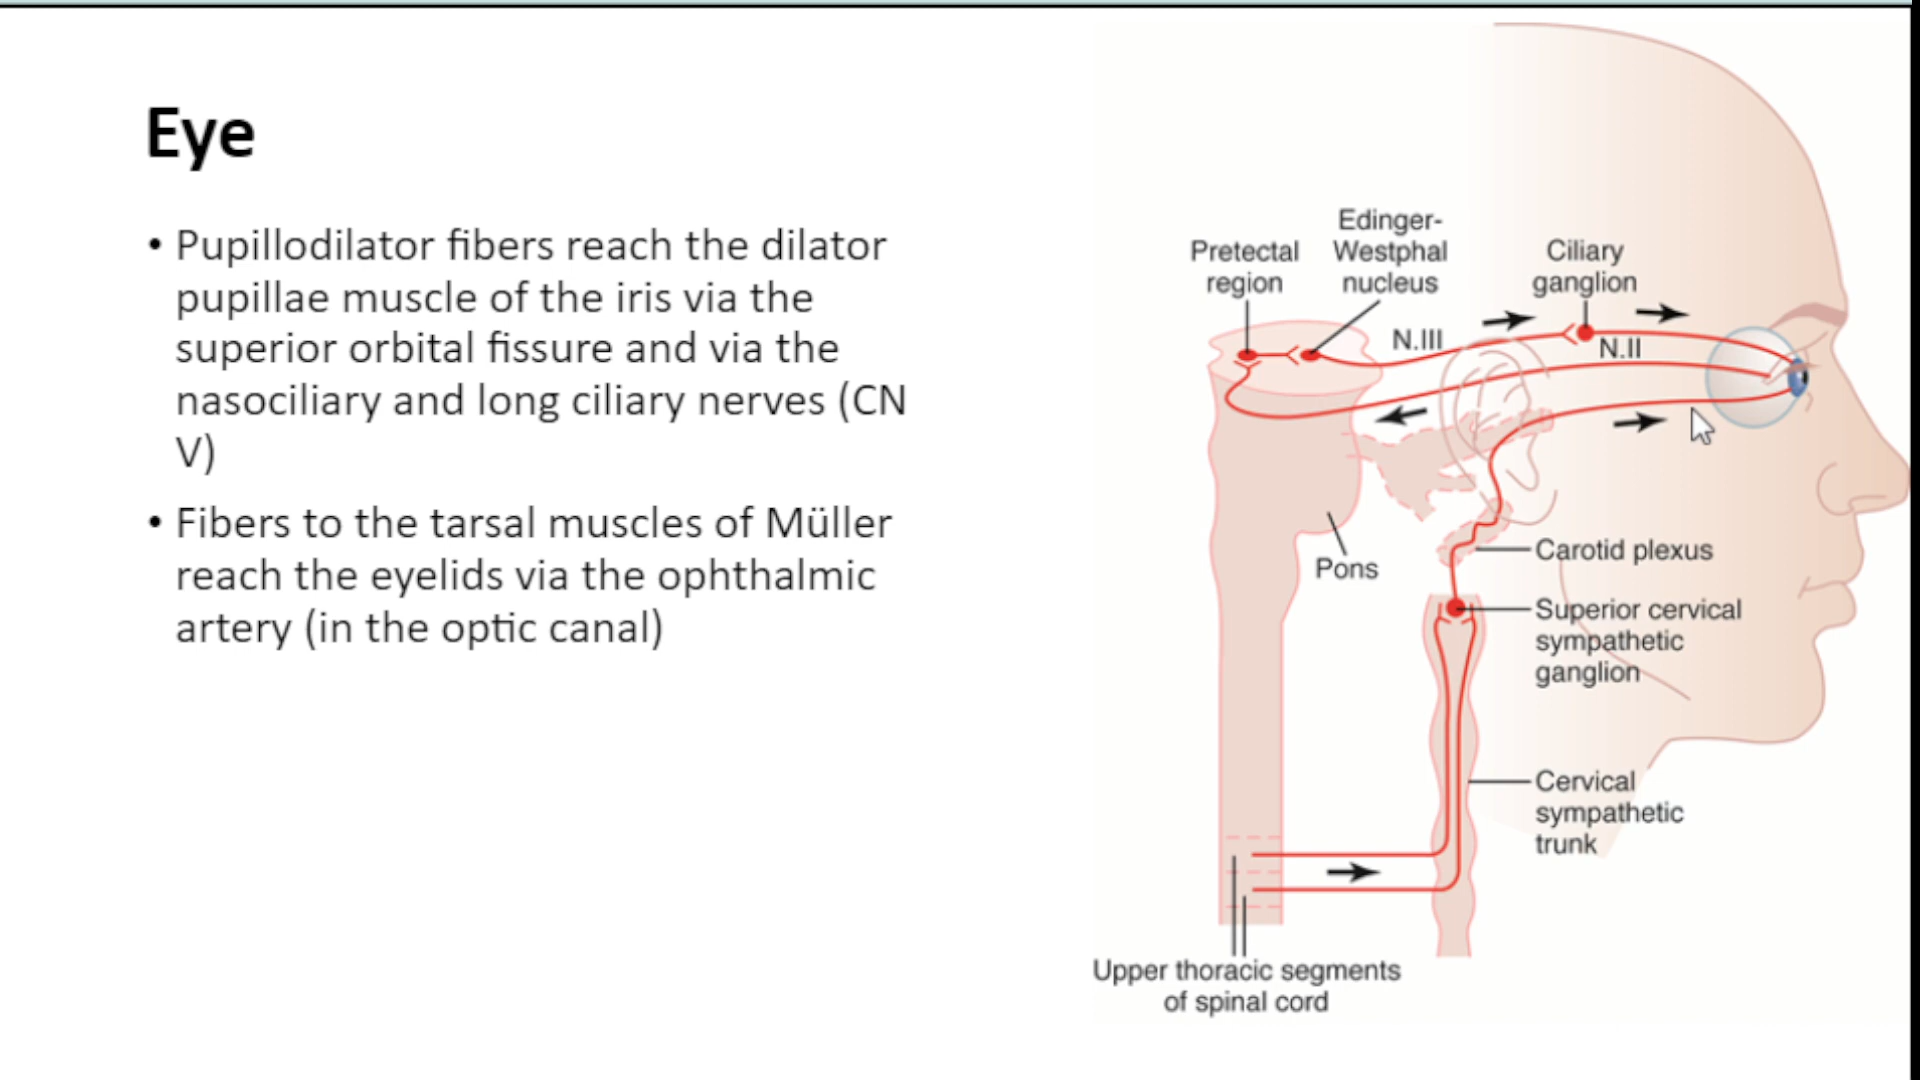 Eye
• Pupillodilator fibers reach the dilator
pupillae muscle of the iris via the
superior orbital fissure and via the
nasociliary and long ciliary nerves (CN
V)
• Fibers to the tarsal muscles of Müller
reach the eyelids via the ophthalmic
artery (in the optic canal)
Pretectal
region
Edinger-
Westphal
nucleus
Ciliary
ganglion
N.III
N.II
Pons
Carotid plexus
Superior cervical
sympathetic
ganglion
Cervical
sympathetic
trunk
Upper thoracic segments
of spinal cord